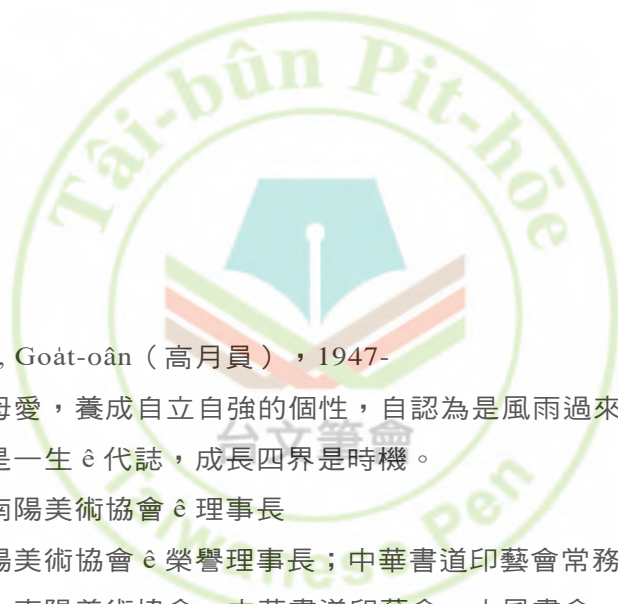 Tâi-bûn Pit-hōe
, Goa̍t-oân（高月員），1947-
母愛，養成自立自強的個性，自認為是風雨過來
是一生 ê 代誌，成長四界是時機。
台文筆會
南陽美術協會 ê 理事長
陽美術協會 ê 榮譽理事長；中華書道印藝會常務
Taiwanese Pen